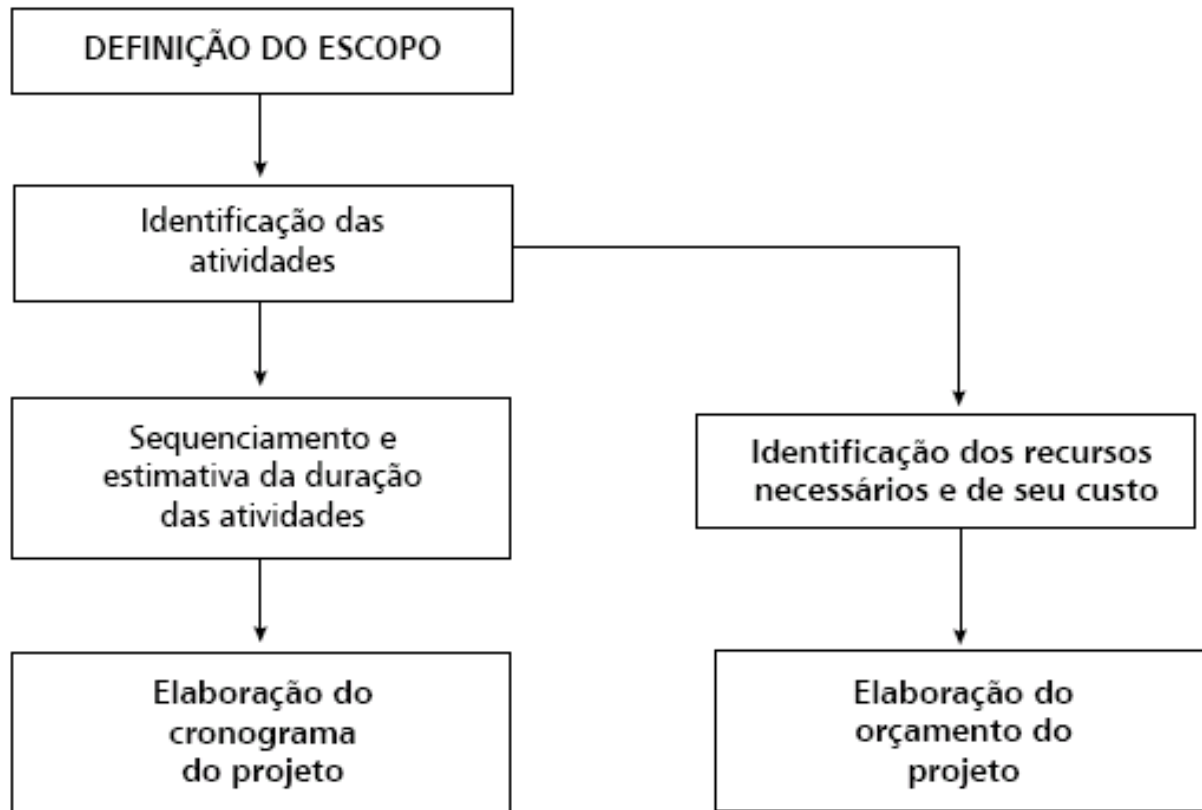 DEFINIÇÃO DO ESCOPO
Identificação das
atividades
Sequenciamento e
estimativa da duração
das atividades
Identificação dos recursos
necessários e de seu custo
Elaboração do
cronograma
do projeto
Elaboração do
orçamento do
projeto